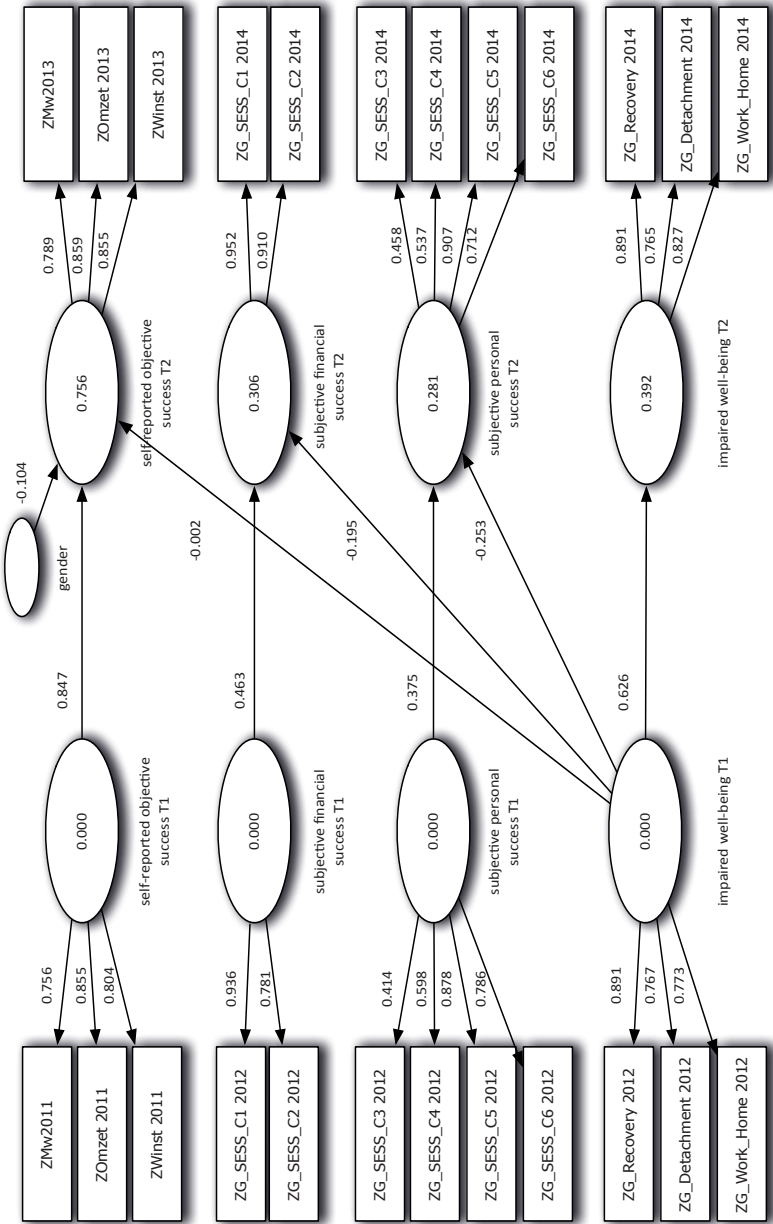 ZMw2011
ZOmzet 2011
ZWinst 2011
0.756
0.855
0.804
0.000
self-reported objective
success T1
0.847
gender
-0.104
0.756
self-reported objective
success T2
0.789
0.859
0.855
ZMw2013
ZOmzet 2013
ZWinst 2013
ZG_SESS_C1 2012
ZG_SESS_C2 2012
0.936
0.781
0.000
subjective financial
success T1
0.463
-0.002
0.306
subjective financial
success T2
0.952
0.910
ZG_SESS_C1 2014
ZG_SESS_C2 2014
ZG_SESS_C3 2012
ZG_SESS_C4 2012
ZG_SESS_C5 2012
ZG_SESS_C6 2012
0.414
0.598
0.878
0.786
0.000
subjective personal
success T1
0.375
-0.195
0.281
subjective personal
success T2
0.458
0.537
0.907
0.712
ZG_SESS_C3 2014
ZG_SESS_C4 2014
ZG_SESS_C5 2014
ZG_SESS_C6 2014
ZG_Recovery 2012
ZG_Detachment 2012
ZG_Work_Home 2012
0.891
0.767
0.773
0.000
impaired well-being T1
0.626
-0.253
0.392
impaired well-being T2
0.891
0.765
0.827
ZG_Recovery 2014
ZG_Detachment 2014
ZG_Work_Home 2014